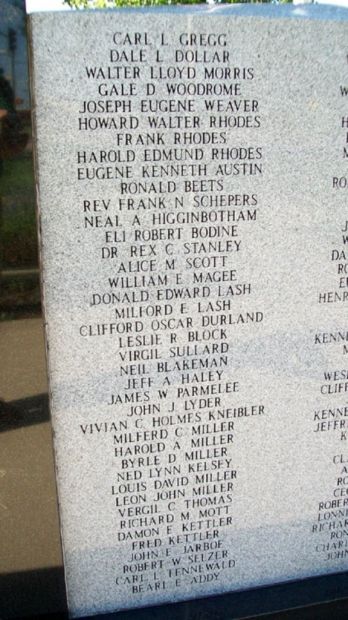 CARL L GREGG
DALE L DOLLAR
WALTER LLOYD MORRIS
GALE D WOODROME
JOSEPH EUGENE WEAVER
HOWARD WALTER RHODES
FRANK RHODES
HAROLD EDMUND RHODES
EUGENE KENNETH AUSTIN
RONALD BEETS
REV FRANK N SCHEPERS
NEAL A HIGGINBOTHAM
ELI ROBERT BODINE
DR REX C STANLEY
ALICE M SCOTT
WILLIAM E MAGEE
DONALD EDWARD LASH
MILFORD E LASH
CLIFFORD OSCAR DURLAND
LESLIE R BLOCK
VIRGIL SULLARD
NEIL BLAKEMAN
JEFF A HALEY
JAMES W PARMELEE
JOHN J LYDER
VIVIAN C HOLMES KNEIBLER
MILFERD C MILLER
HAROLD A MILLER
BYRLE D MILLER
NED LYNN KELSEY
LOUIS DAVID MILLER
LEON JOHN MILLER
VERGIL C THOMAS
RICHARD M MOTT
DAMON E KETTLER
FRED KETTLER
JOHN E JARBOE
ROBERT W SELZER
CARL L FENNEWALD
BEARL E ADDY